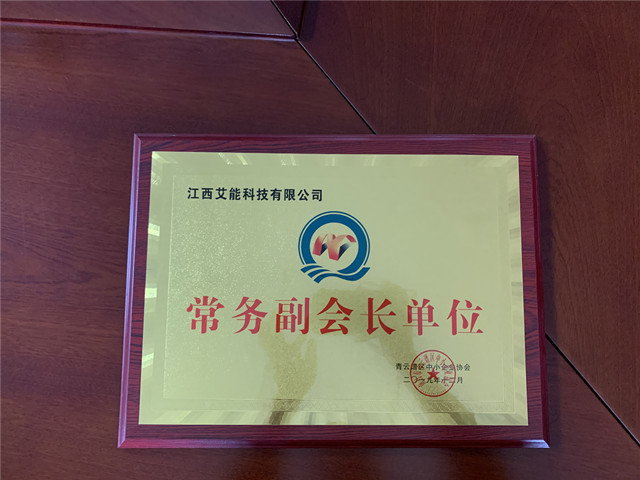 江西艾能科技有限公司
常务副会长单位
青云谱区中小企业协会
二〇一九年十二月